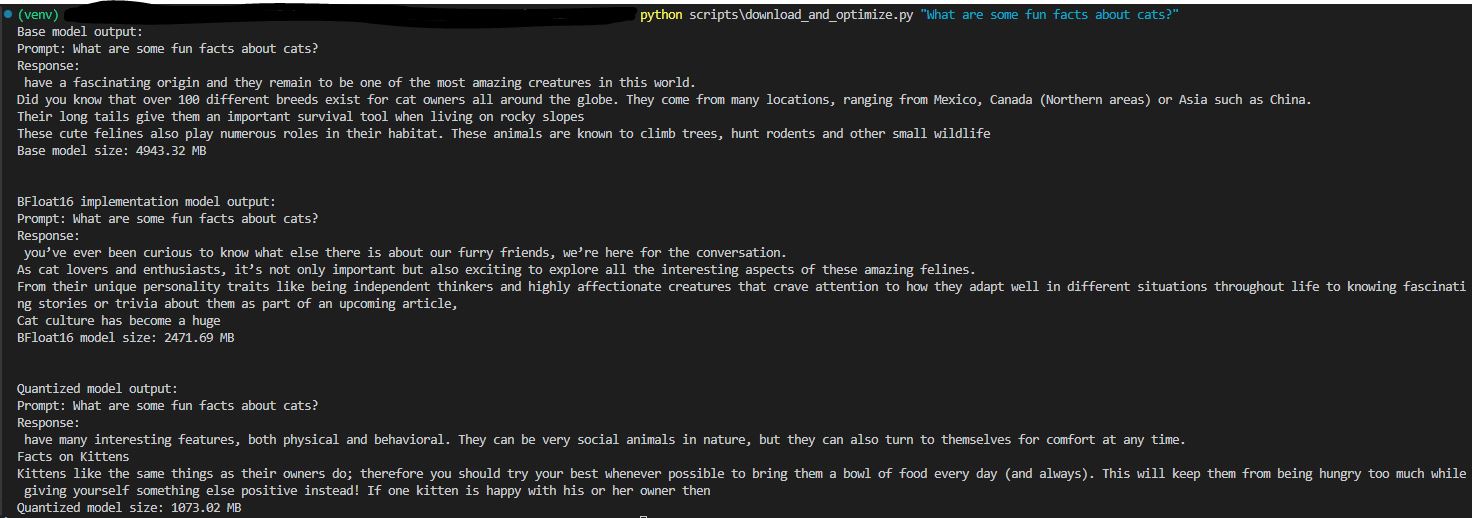 (venv) python scripts\download_and_optimize.py "What are some fun facts about cats?"
Base model output:
Prompt: What are some fun facts about cats?
Response:
have a fascinating origin and they remain to be one of the most amazing creatures in this world.
Did you know that over 100 different breeds exist for cat owners all around the globe. They come from many locations, ranging from Mexico, Canada (Northern areas) or Asia such as China.
Their long tails give them an important survival tool when living on rocky slopes
These cute felines also play numerous roles in their habitat. These animals are known to climb trees, hunt rodents and other small wildlife
Base model size: 4943.32 MB
BFloat16 implementation model output:
Prompt: What are some fun facts about cats?
Response:
you’ve ever been curious to know what else there is about our furry friends, we’re here for the conversation.
As cat lovers and enthusiasts, it’s not only important but also exciting to explore all the interesting aspects of these amazing felines.
From their unique personality traits like being independent thinkers and highly affectionate creatures that crave attention to how they adapt well in different situations throughout life to knowing fascinati
ng stories or trivia about them as part of an upcoming article,
Cat culture has become a huge
BFloat16 model size: 2471.69 MB
Quantized model output:
Prompt: What are some fun facts about cats?
Response:
have many interesting features, both physical and behavioral. They can be very social animals in nature, but they can also turn to themselves for comfort at any time.
Facts on Kittens
Kittens like the same things as their owners do; therefore you should try your best whenever possible to bring them a bowl of food every day (and always). This will keep them from being hungry too much while
giving yourself something else positive instead! If one kitten is happy with his or her owner then
Quantized model size: 1073.02 MB